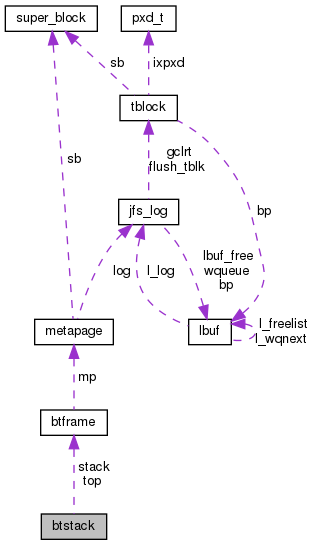 super_block
pxd_t
sb
ixpxd
tblock
sb
gclrt
flush_tblk
bp
jfs_log
log
l_log
lbuf_free
wqueue
bp
metapage
lbuf
l_freelist
l_wqnext
mp
btframe
stack
top
btstack